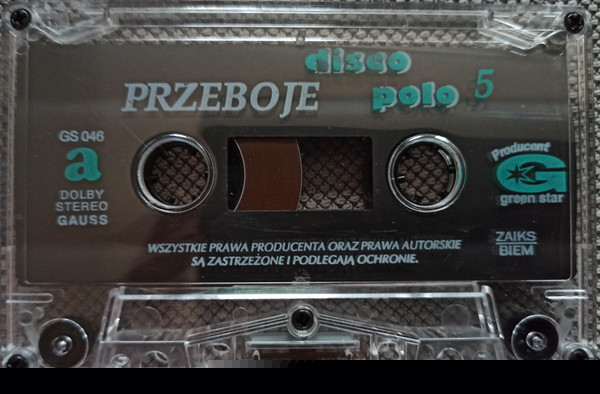 disco
PRZEBOJE polo 5
GS 046
a
DOLBY
STEREO
GAUSS
Producent
G
green star
WSZYSTKIE PRAWA PRODUCENTA ORAZ PRAWA AUTORSKIE
SĄ ZASTRZEŻONE I PODLEGAJĄ OCHRONIE.
ZAIKS
BIEM